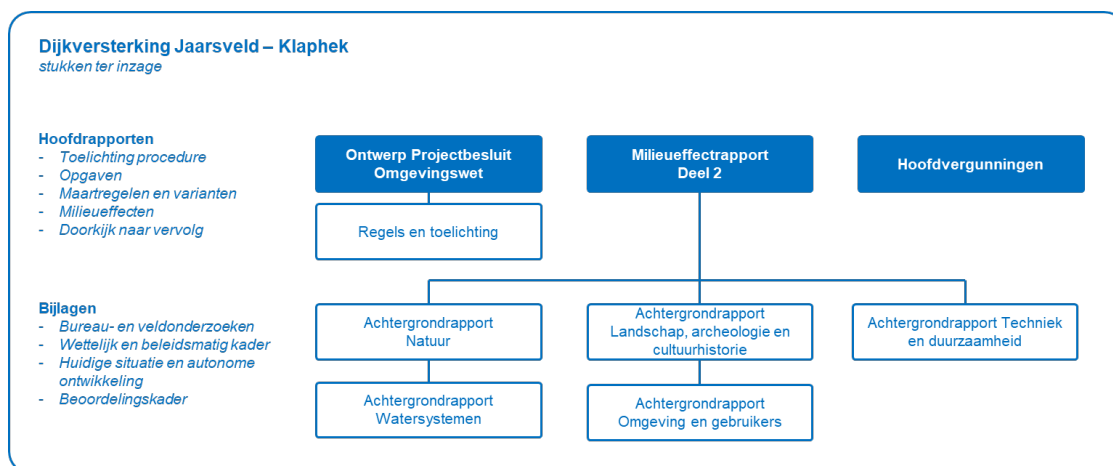 Dijkversterking Jaarsveld – Klaphek
stukken ter inzage
Hoofdrapporten
- Toelichting procedure
- Opgaven
- Maartregelen en varianten
- Milieueffecten
- Doorkijk naar vervolg
Ontwerp Projectbesluit
Omgevingswet
Milieueffectrapport
Deel 2
Hoofdvergunningen
Regels en toelichting
Bijlagen
- Bureau- en veldonderzoeken
- Wettelijk en beleidsmatig kader
- Huidige situatie en autonome
ontwikkeling
- Beoordelingskader
Achtergrondrapport
Natuur
Achtergrondrapport
Landschap, archeologie en
cultuurhistorie
Achtergrondrapport Techniek
en duurzaamheid
Achtergrondrapport
Watersystemen
Achtergrondrapport
Omgeving en gebruikers